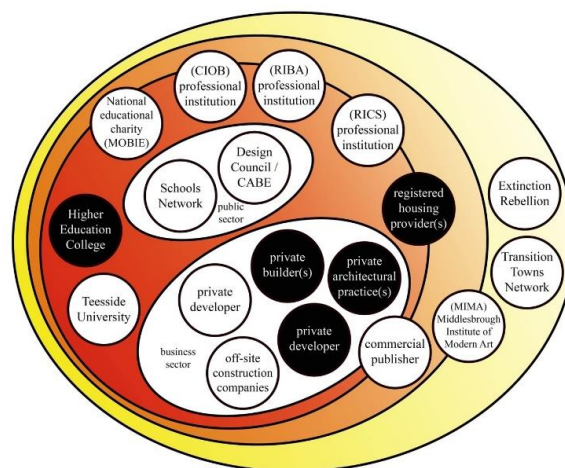 (CIOB)
professional
institution
(RIBA)
professional
institution
National
educational
charity
(MOBIE)
(RICS)
professional
institution
Design
Council /
CABE
Schools
Network
public
sector
Extinction
Rebellion
registered
housing
provider(s)
Higher
Education
College
private
builder(s)
private
architectural
practice(s)
Transition
Towns
Network
Teesside
University
private
developer
private
developer
(MIMA)
Middlesbrough
Institute of
Modern Art
commercial
publisher
business
sector
off-site
construction
companies